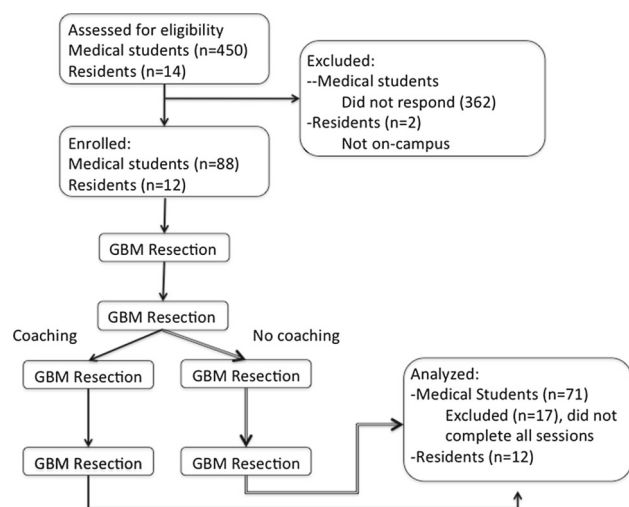 Assessed for eligibility
Medical students (n=450)
Residents (n=14)
Excluded:
--Medical students
Did not respond (362)
-Residents (n=2)
Not on-campus
Enrolled:
Medical students (n=88)
Residents (n=12)
GBM Resection
GBM Resection
Coaching
No coaching
GBM Resection
GBM Resection
Analyzed:
-Medical Students (n=71)
Excluded (n=17), did not
complete all sessions
-Residents (n=12)
GBM Resection
GBM Resection